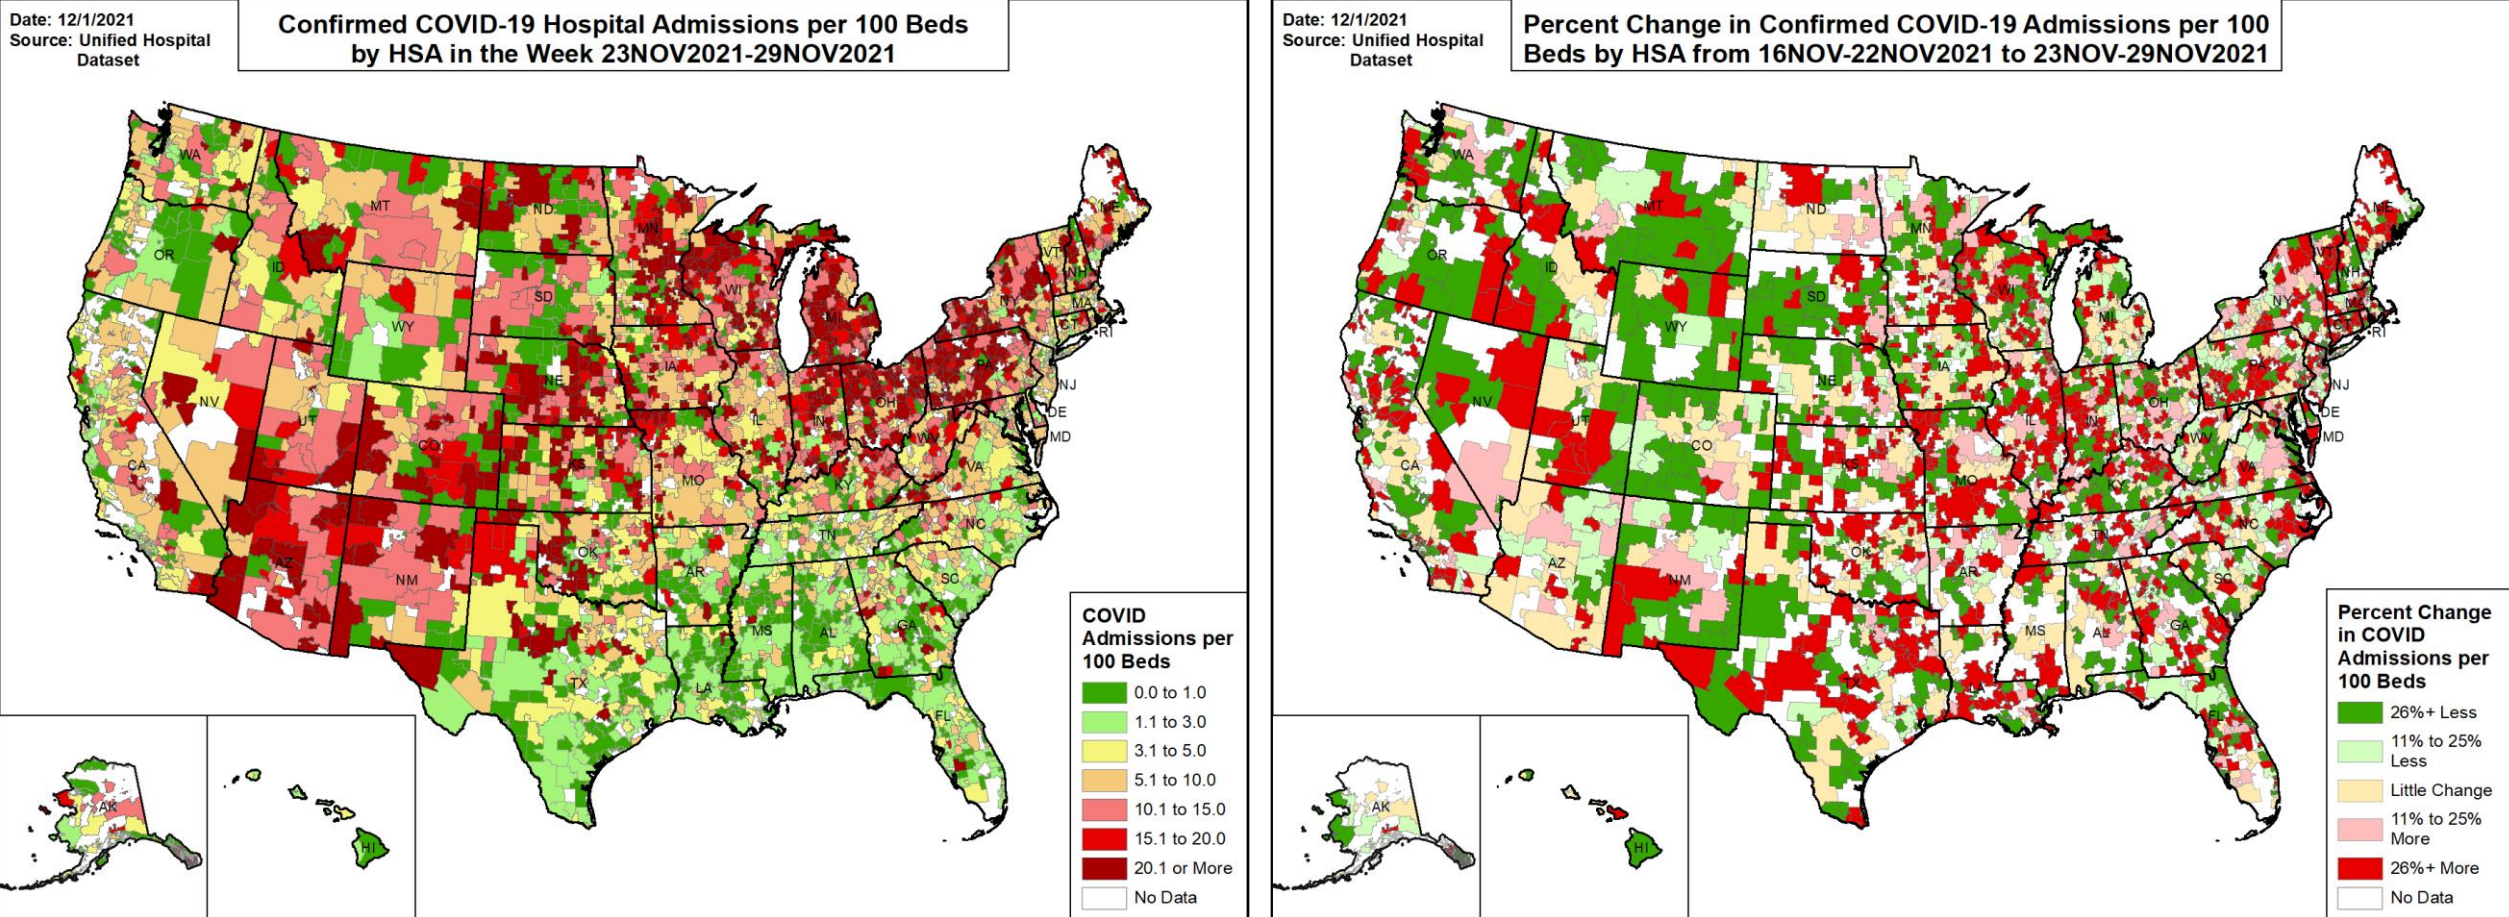 Date: 12/1/2021
Source: Unified Hospital
Dataset
Confirmed COVID-19 Hospital Admissions per 100 Beds
by HSA in the Week 23NOV2021-29NOV2021
WA
MT
ND
MN
ME
OR
ID
VT
NH
WI
SD
NY
MA
WY
MI
CT
RI
IA
PA
NE
NJ
NV
OH
DE
UT
IL
IN
MD
CO
WV
CA
KS
VA
MO
KY
NC
TN
OK
AZ
NM
AR
SC
MS
AL
GA
TX
LA
FL
AK
HI
COVID
Admissions per
100 Beds
0.0 to 1.0
1.1 to 3.0
3.1 to 5.0
5.1 to 10.0
10.1 to 15.0
15.1 to 20.0
20.1 or More
No Data
Date: 12/1/2021
Source: Unified Hospital
Dataset
Percent Change in Confirmed COVID-19 Admissions per 100
Beds by HSA from 16NOV-22NOV2021 to 23NOV-29NOV2021
WA
MT
ND
MN
ME
OR
ID
VT
NH
WI
SD
NY
MA
WY
MI
CT
RI
IA
PA
NE
NJ
NV
OH
DE
UT
IL
IN
MD
CO
WV
CA
KS
VA
MO
KY
NC
TN
OK
AZ
NM
AR
SC
MS
AL
GA
TX
LA
FL
AK
HI
Percent Change
in COVID
Admissions per
100 Beds
26%+ Less
11% to 25%
Less
Little Change
11% to 25%
More
26%+ More
No Data